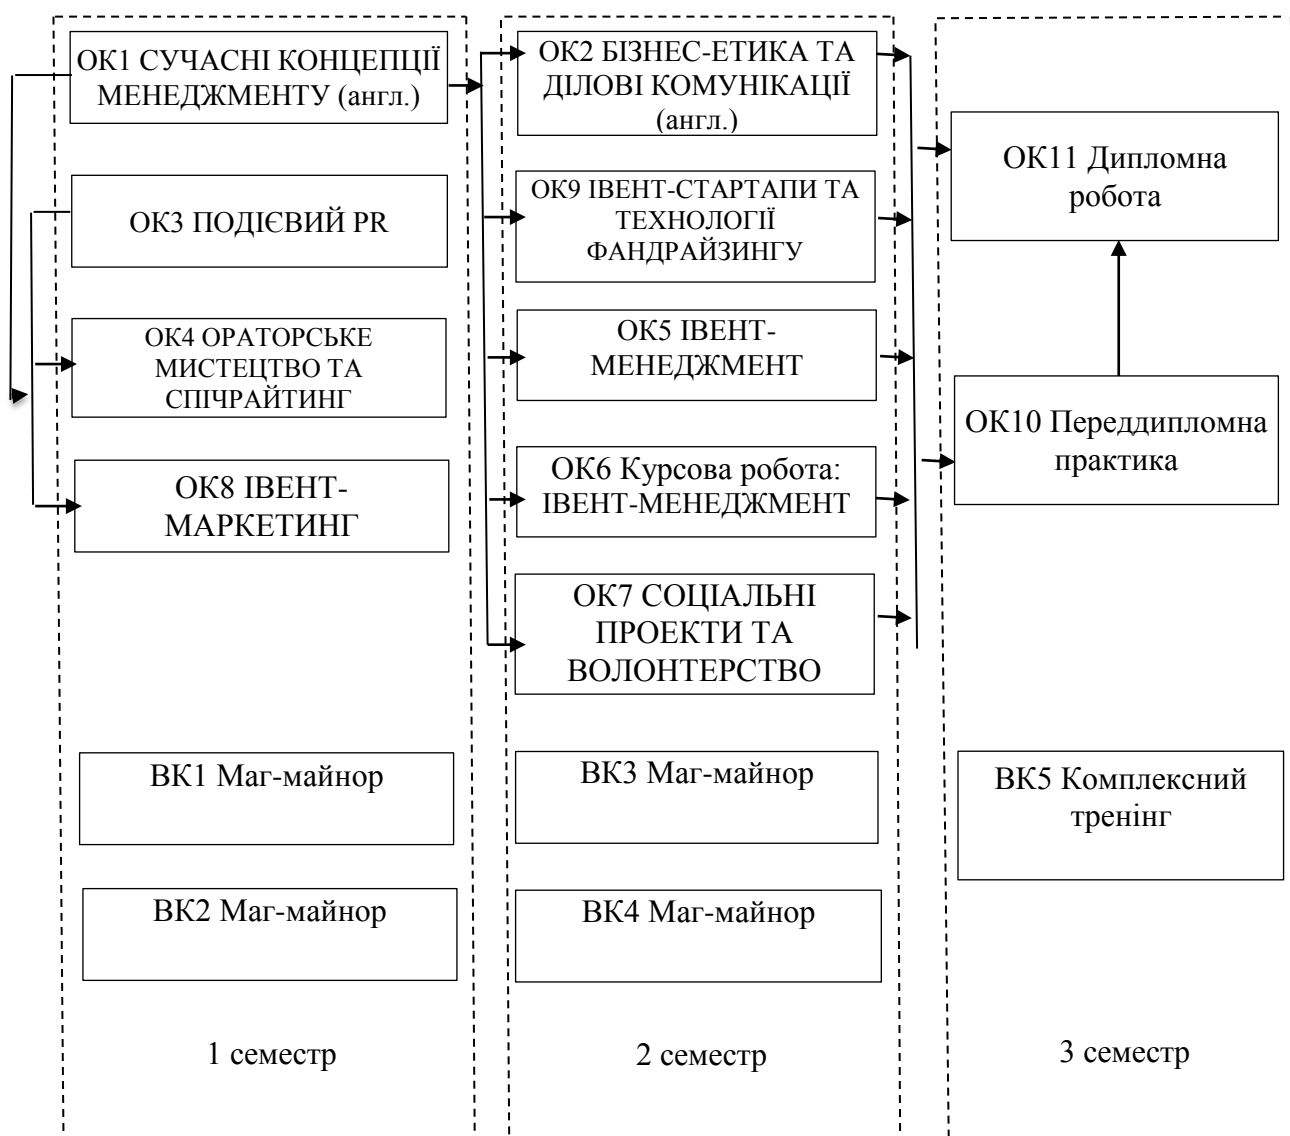 ОК1 СУЧАСНІ КОНЦЕПЦІЇ
МЕНЕДЖМЕНТУ (англ.)
ОК3 ПОДІЄВИЙ PR
ОК4 ОРАТОРСЬКЕ
МИСТЕЦТВО ТА
СПІЧРАЙТИНГ
ОК8 ІВЕНТ-
МАРКЕТИНГ
ВК1 Маг-майнор
ВК2 Маг-майнор
1 семестр
ОК2 БІЗНЕС-ЕТИКА ТА
ДІЛОВІ КОМУНІКАЦІЇ
(англ.)
ОК9 ІВЕНТ-СТАРТАПИ ТА
ТЕХНОЛОГІЇ
ФАНДРАЙЗИНГУ
ОК5 ІВЕНТ-
МЕНЕДЖМЕНТ
ОК6 Курсова робота:
ІВЕНТ-МЕНЕДЖМЕНТ
ОК7 СОЦІАЛЬНІ
ПРОЕКТИ ТА
ВОЛОНТЕРСТВО
ВК3 Маг-майнор
ВК4 Маг-майнор
2 семестр
ОК11 Дипломна
робота
ОК10 Переддипломна
практика
ВК5 Комплексний
тренінг
3 семестр